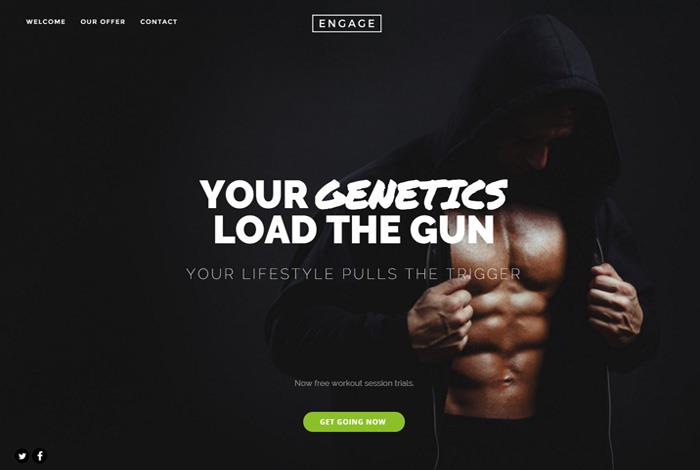 WELCOME OUR OFFER CONTACT
ENGAGE
YOUR GENETICS
LOAD THE GUN
YOUR LIFESTYLE PULLS THE TRIGGER
Now free workout session trials.
GET GOING NOW